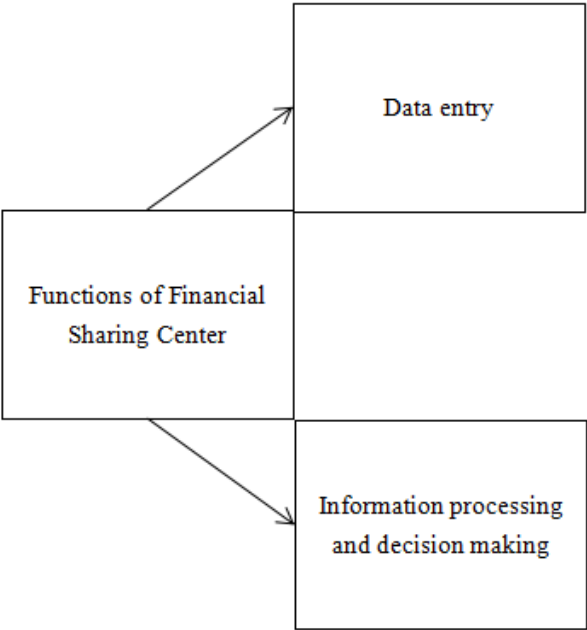 Data entry
Functions of Financial
Sharing Center
Information processing
and decision making